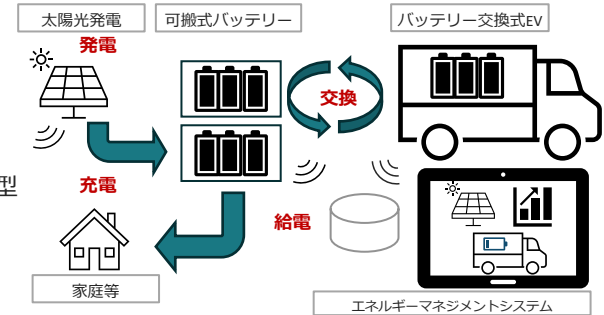 太陽光発電
可搬式バッテリー
バッテリー交換式EV
発電
交換
型
充電
給電
家庭等
エネルギーマネジメントシステム